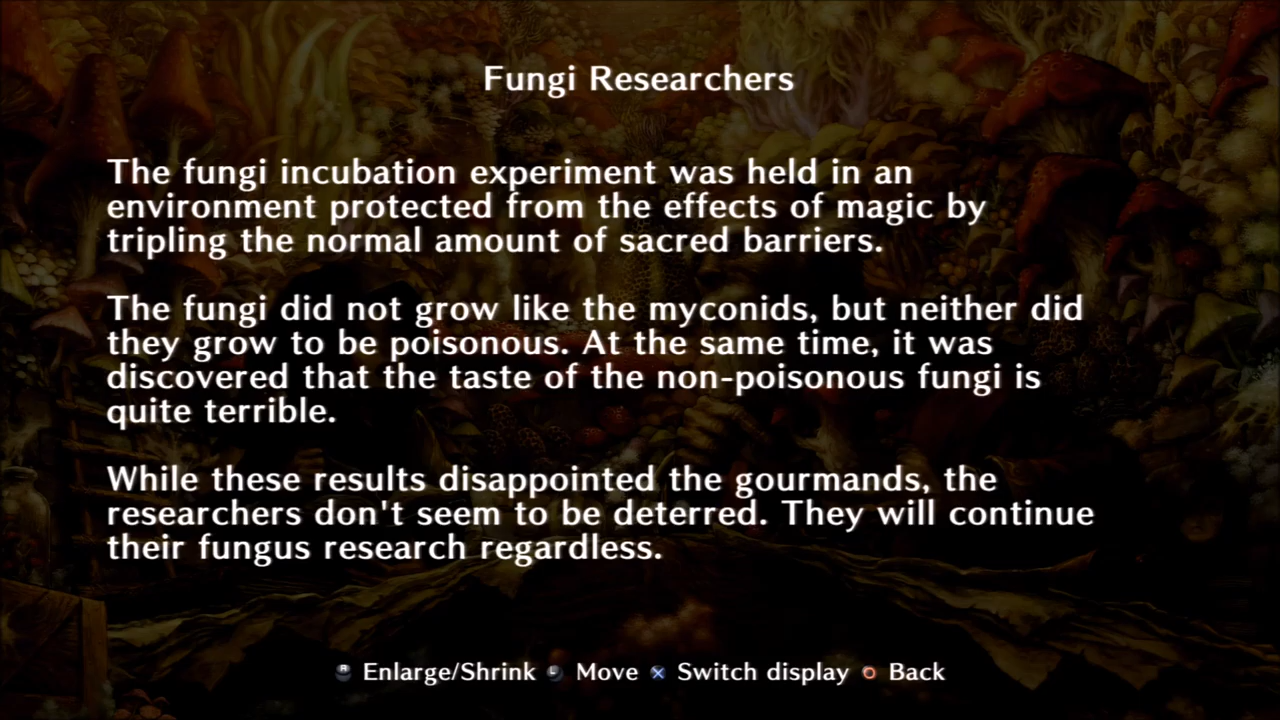 Fungi Researchers
The fungi incubation experiment was held in an
environment protected from the effects of magic by
tripling the normal amount of sacred barriers.
The fungi did not grow like the myconids, but neither did
they grow to be poisonous. At the same time, it was
discovered that the taste of the non-poisonous fungi is
quite terrible.
While these results disappointed the gourmands, the
researchers don't seem to be deterred. They will continue
their fungus research regardless.
R Enlarge/Shrink L Move X Switch display O Back